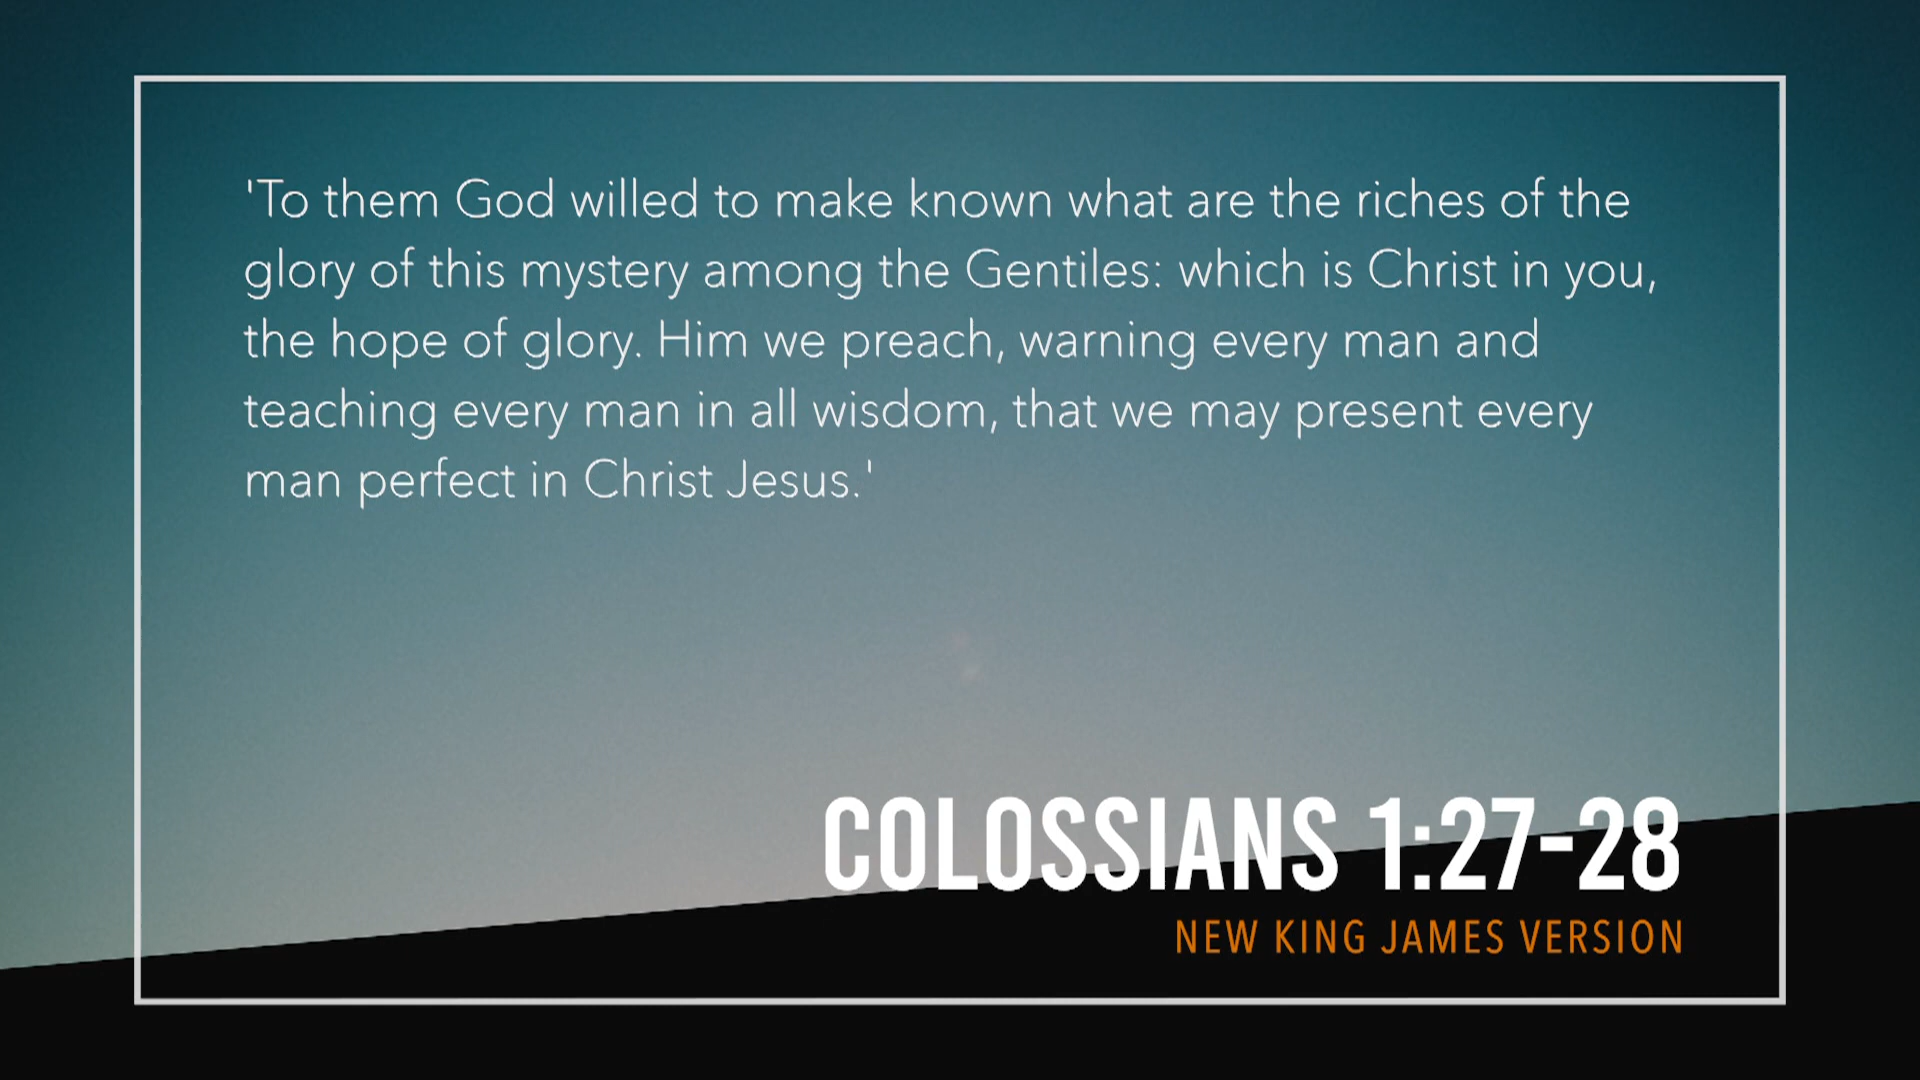 'To them God willed to make known what are the riches of the
glory of this mystery among the Gentiles: which is Christ in you,
the hope of glory. Him we preach, warning every man and
teaching every man in all wisdom, that we may present every
man perfect in Christ Jesus.'
COLOSSIANS 1:27-28
NEW KING JAMES VERSION